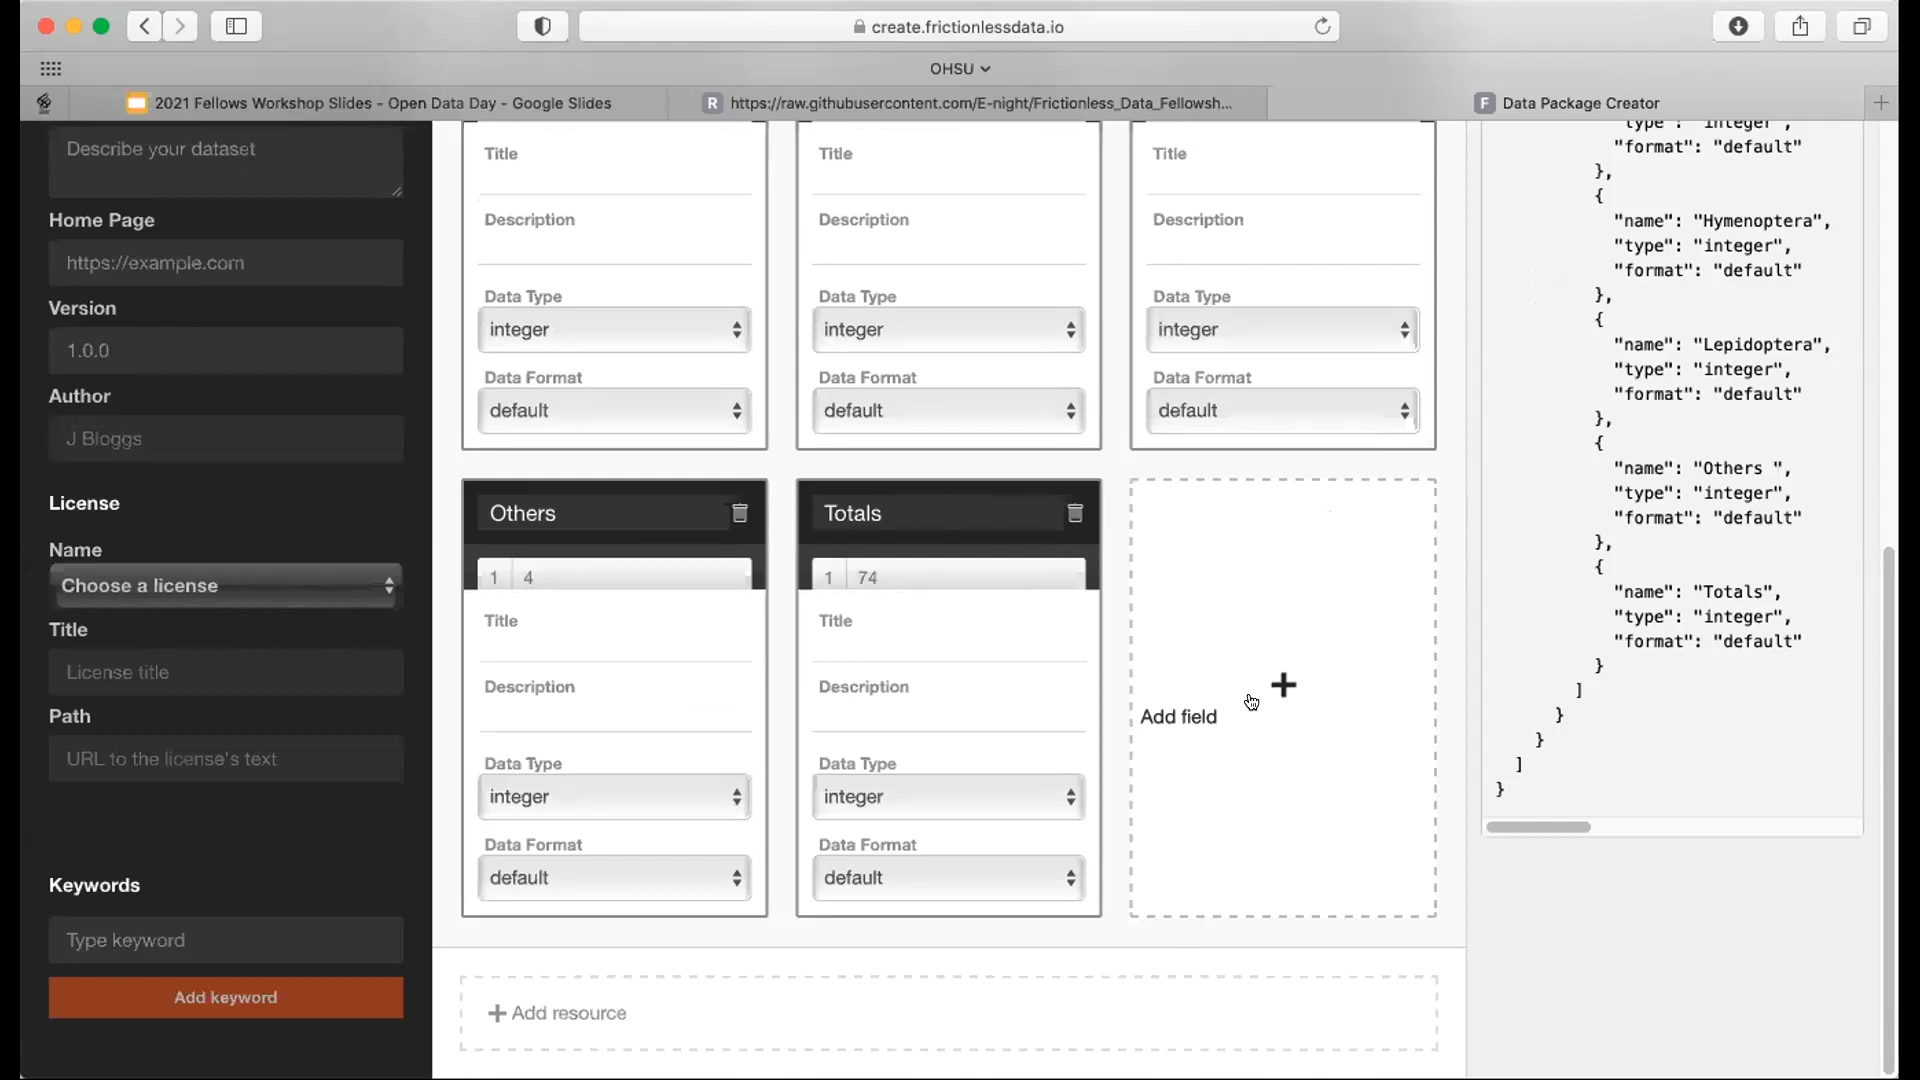 create.frictionlessdata.io
OHSU
2021 Fellows Workshop Slides - Open Data Day - Google Slides
R https://raw.githubusercontent.com/E-night/Frictionless_Data_Fellowsh...
F Data Package Creator
Describe your dataset
Home Page
https://example.com
Version
1.0.0
Author
J Bloggs
License
Name
Choose a license
Title
License title
Path
URL to the license's text
Keywords
Type keyword
Add keyword
Title
Description
Data Type
integer
Data Format
default
Title
Description
Data Type
integer
Data Format
default
Title
Description
Data Type
integer
Data Format
default
Others
1 4
Title
Description
Data Type
integer
Data Format
default
Totals
1 74
Title
Description
Data Type
integer
Data Format
default
+
Add field
+ Add resource
"type": "integer",
"format": "default"
},
{
"name": "Hymenoptera",
"type": "integer",
"format": "default"
},
{
"name": "Lepidoptera",
"type": "integer",
"format": "default"
},
{
"name": "Others ",
"type": "integer",
"format": "default"
},
{
"name": "Totals",
"type": "integer",
"format": "default"
}
]
}
}
]
}